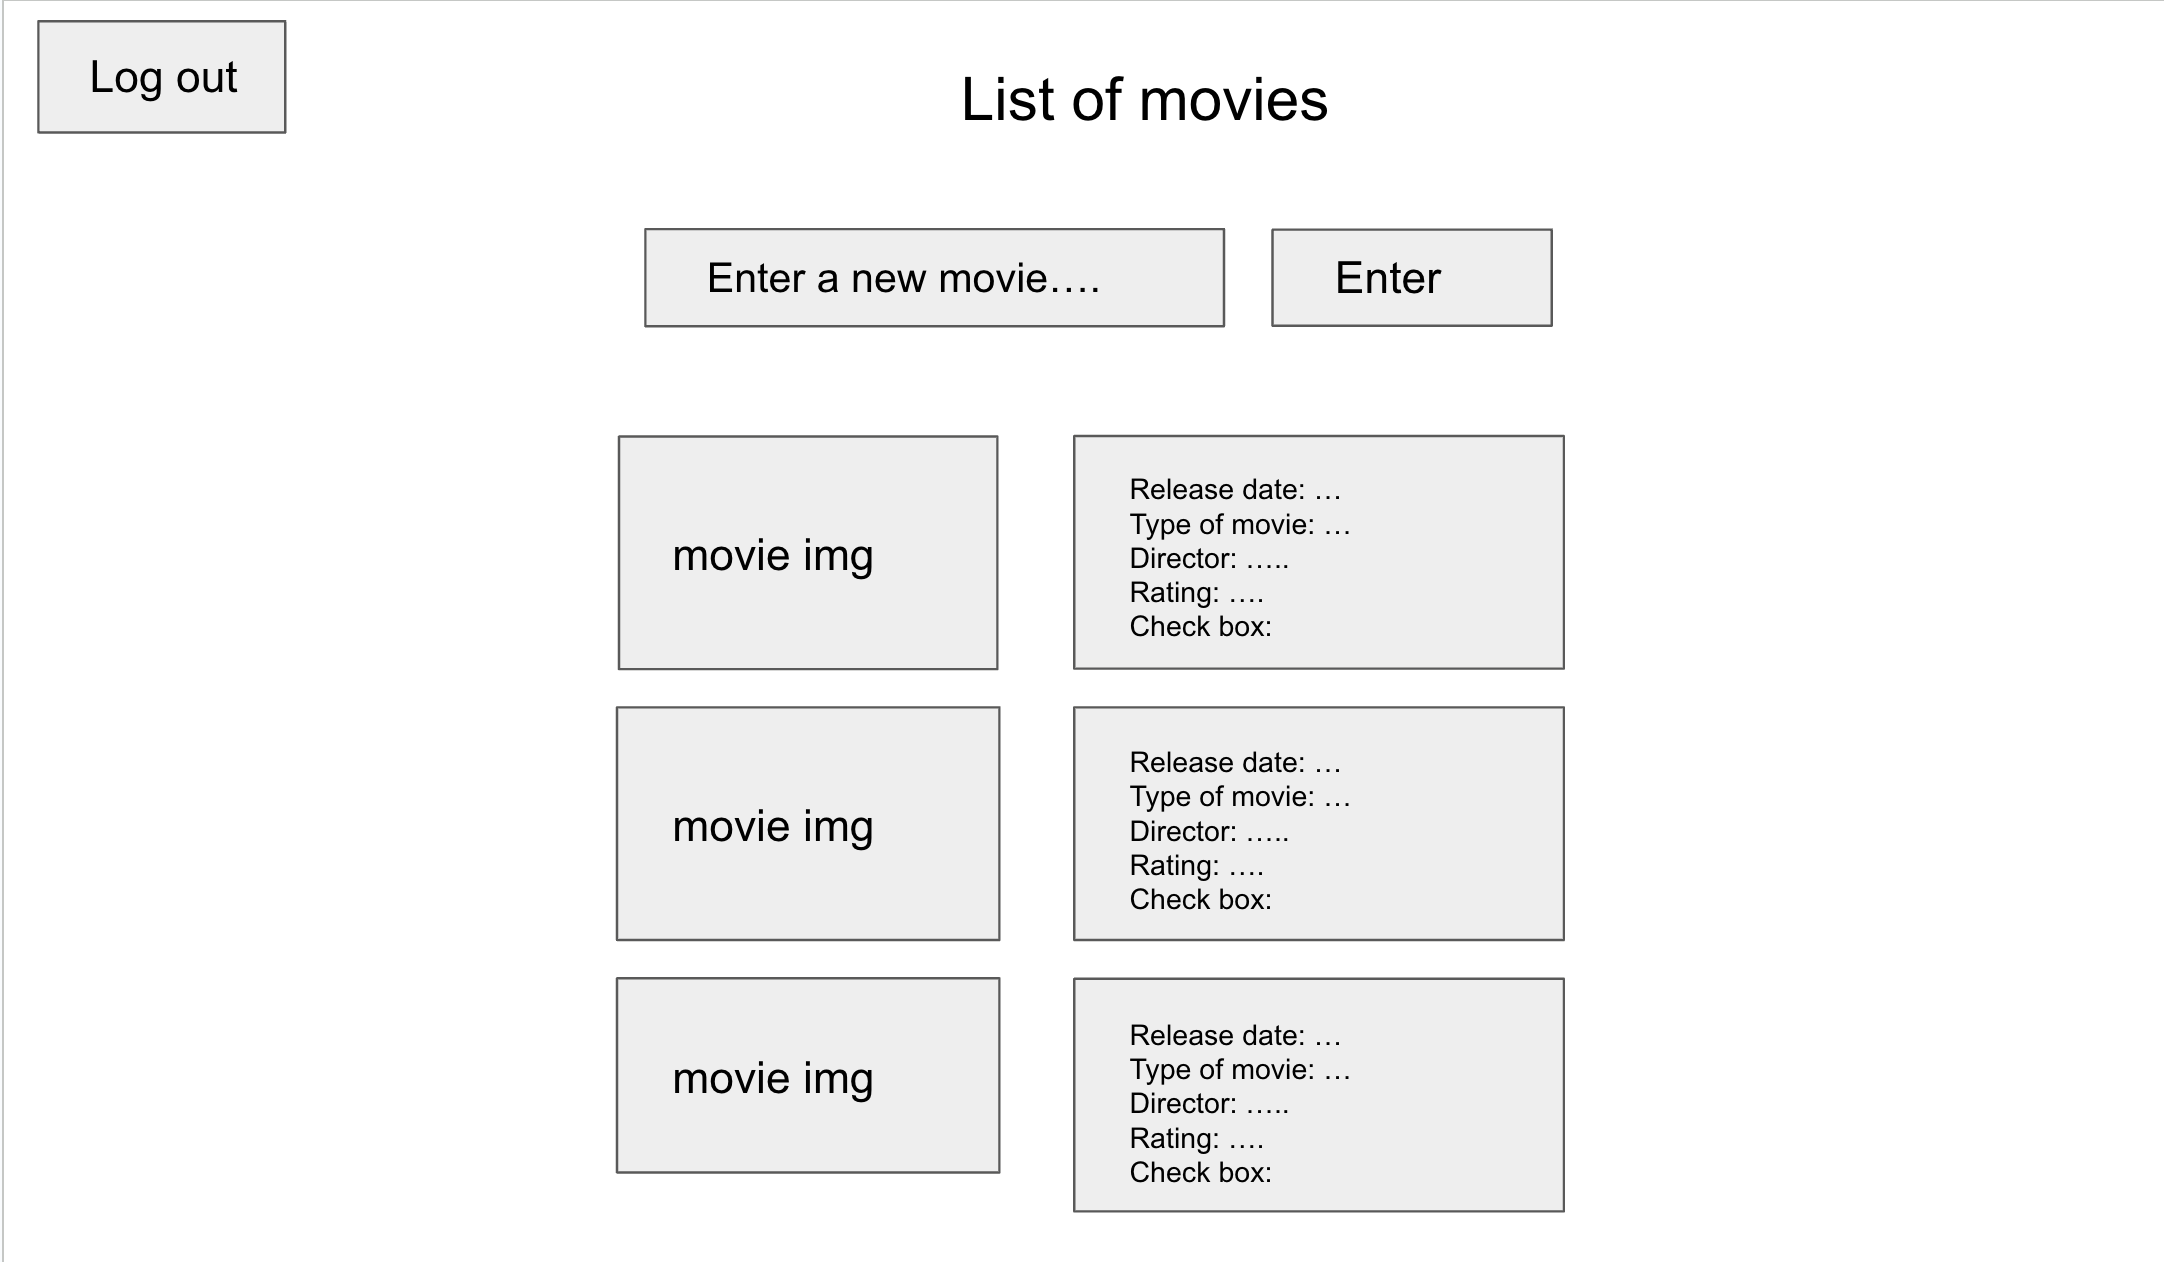 Log out
List of movies
Enter a new movie….
Enter
movie img
Release date: …
Type of movie: …
Director: …..
Rating: ….
Check box:
movie img
Release date: …
Type of movie: …
Director: …..
Rating: ….
Check box:
movie img
Release date: …
Type of movie: …
Director: …..
Rating: ….
Check box: